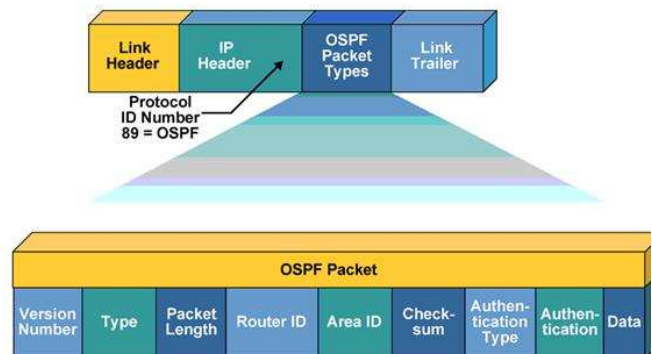 Link
Header
IP
Header
OSPF
Packet
Types
Link
Trailer
Protocol
ID Number
89 = OSPF
OSPF Packet
Version
Number
Type
Packet
Length
Router ID
Area ID
Check-
sum
Authen-
tication
Type
Authen-
tication
Data